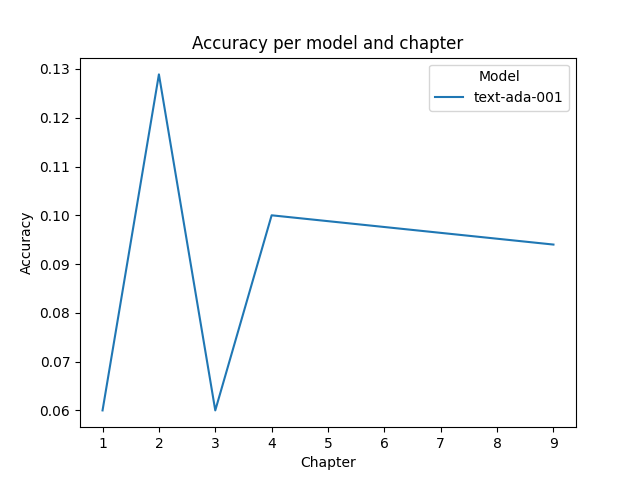 Accuracy per model and chapter
Model
text-ada-001
0.13
0.12
0.11
0.10
0.09
0.08
0.07
0.06
Accuracy
1 2 3 4 5 6 7 8 9
Chapter